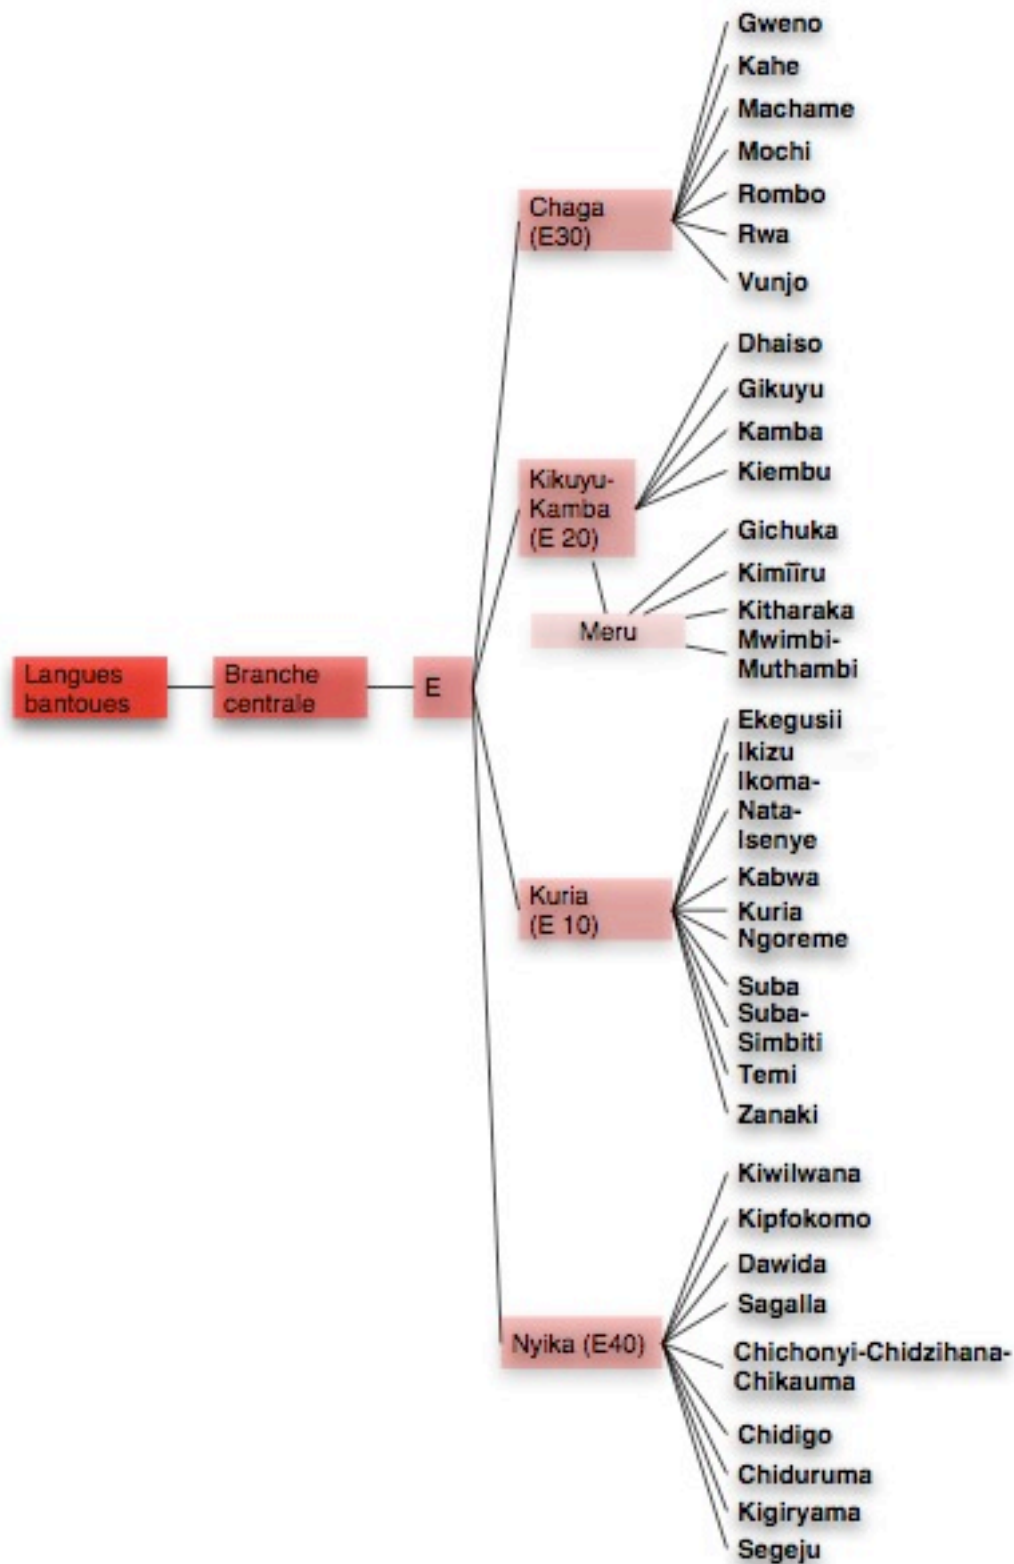 Langues
bantoues
Branche
centrale
E
Chaga
(E30)
Gweno
Kahe
Machame
Mochi
Rombo
Rwa
Vunjo
Kikuyu-
Kamba
(E 20)
Dhaiso
Gikuyu
Kamba
Kiembu
Meru
Gichuka
Kimĩĩru
Kitharaka
Mwimbi-
Muthambi
Kuria
(E 10)
Ekegusii
Ikizu
Ikoma-
Nata-
Isenye
Kabwa
Kuria
Ngoreme
Suba
Suba-
Simbiti
Temi
Zanaki
Nyika (E40)
Kiwilwana
Kipfokomo
Dawida
Sagalla
Chichonyi-Chidzihana-
Chikauma
Chidigo
Chiduruma
Kigiryama
Segeju